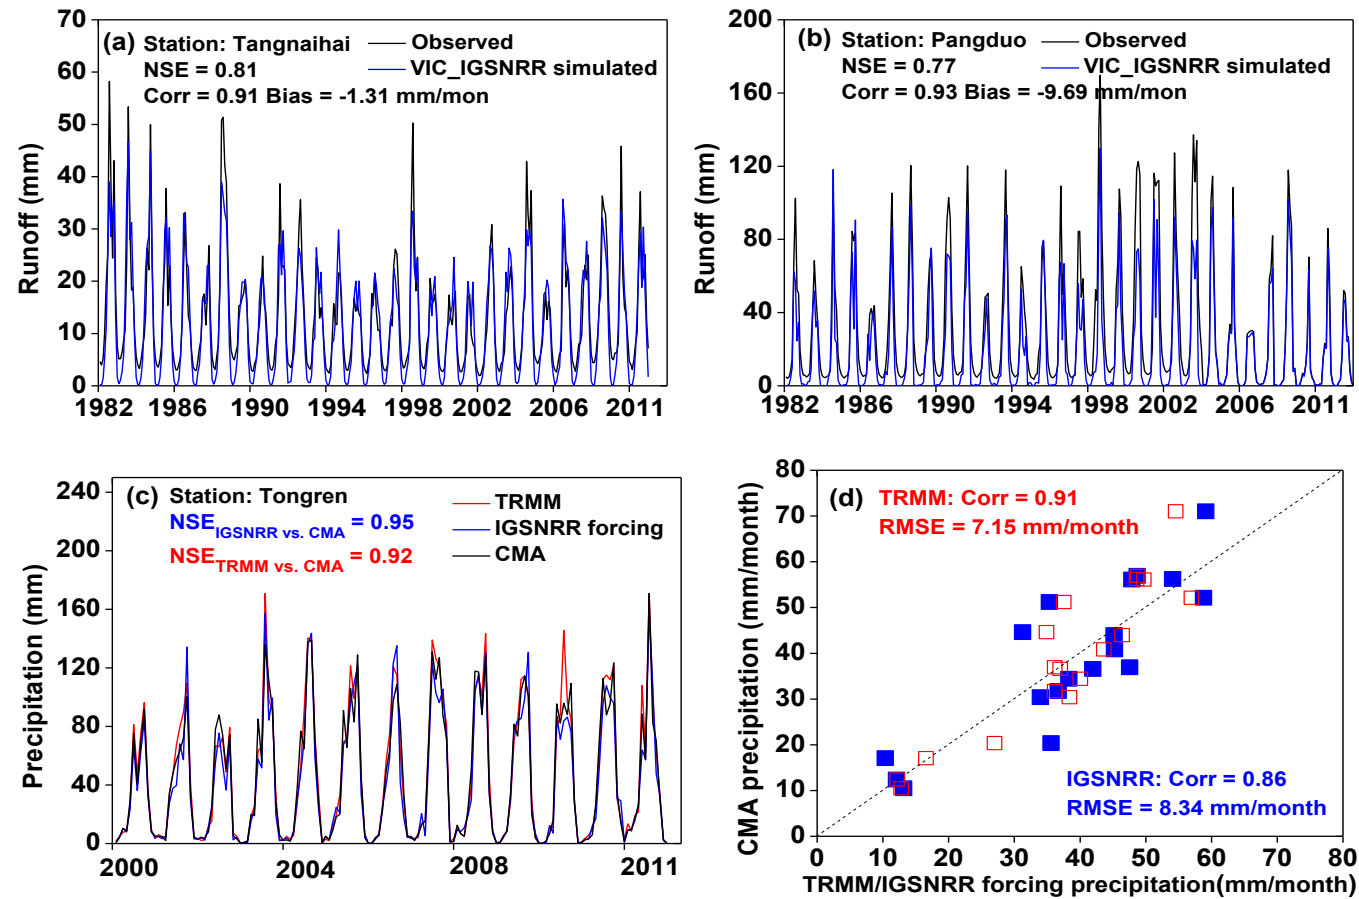 70
60
50
40
30
20
10
0
Runoff (mm)
(a) Station: Tangnaihai
NSE = 0.81
Corr = 0.91 Bias = -1.31 mm/mon
Observed
VIC_IGSNRR simulated
1982 1986 1990 1994 1998 2002 2006 2011
200
160
120
80
40
0
Runoff (mm)
(b) Station: Pangduo
NSE = 0.77
Corr = 0.93 Bias = -9.69 mm/mon
Observed
VIC_IGSNRR simulated
1982 1986 1990 1994 1998 2002 2006 2011
240
200
160
120
80
40
0
Precipitation (mm)
(c) Station: Tongren
NSE IGSNRR vs. CMA = 0.95
NSE TRMM vs. CMA = 0.92
TRMM
IGSNRR forcing
CMA
2000 2004 2008 2011
80
70
60
50
40
30
20
10
0
CMA precipitation (mm/month)
(d) TRMM: Corr = 0.91
RMSE = 7.15 mm/month
IGSNRR: Corr = 0.86
RMSE = 8.34 mm/month
0 10 20 30 40 50 60 70 80
TRMM/IGSNRR forcing precipitation(mm/month)